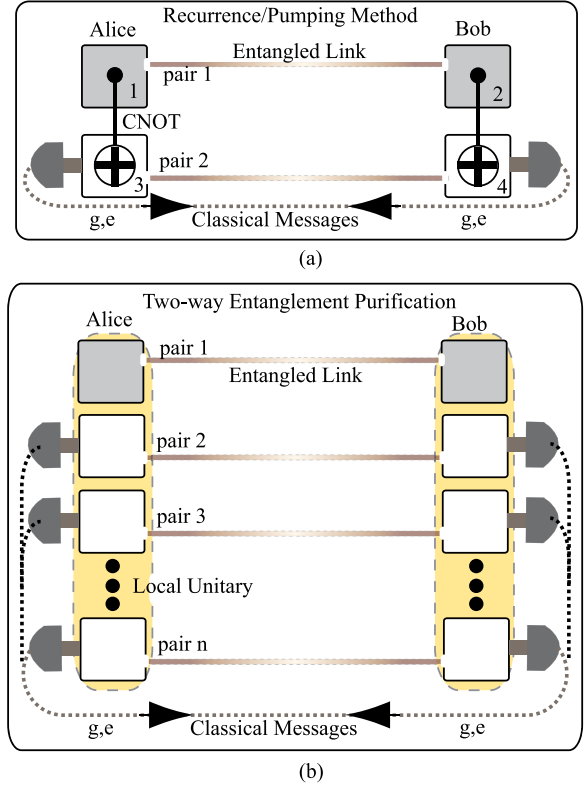 Recurrence/Pumping Method
Alice
Bob
Entangled Link
pair 1
1
2
CNOT
pair 2
3
4
g,e
Classical Messages
g,e
(a)
Two-way Entanglement Purification
Alice
Bob
pair 1
Entangled Link
pair 2
pair 3
Local Unitary
pair n
g,e
Classical Messages
g,e
(b)